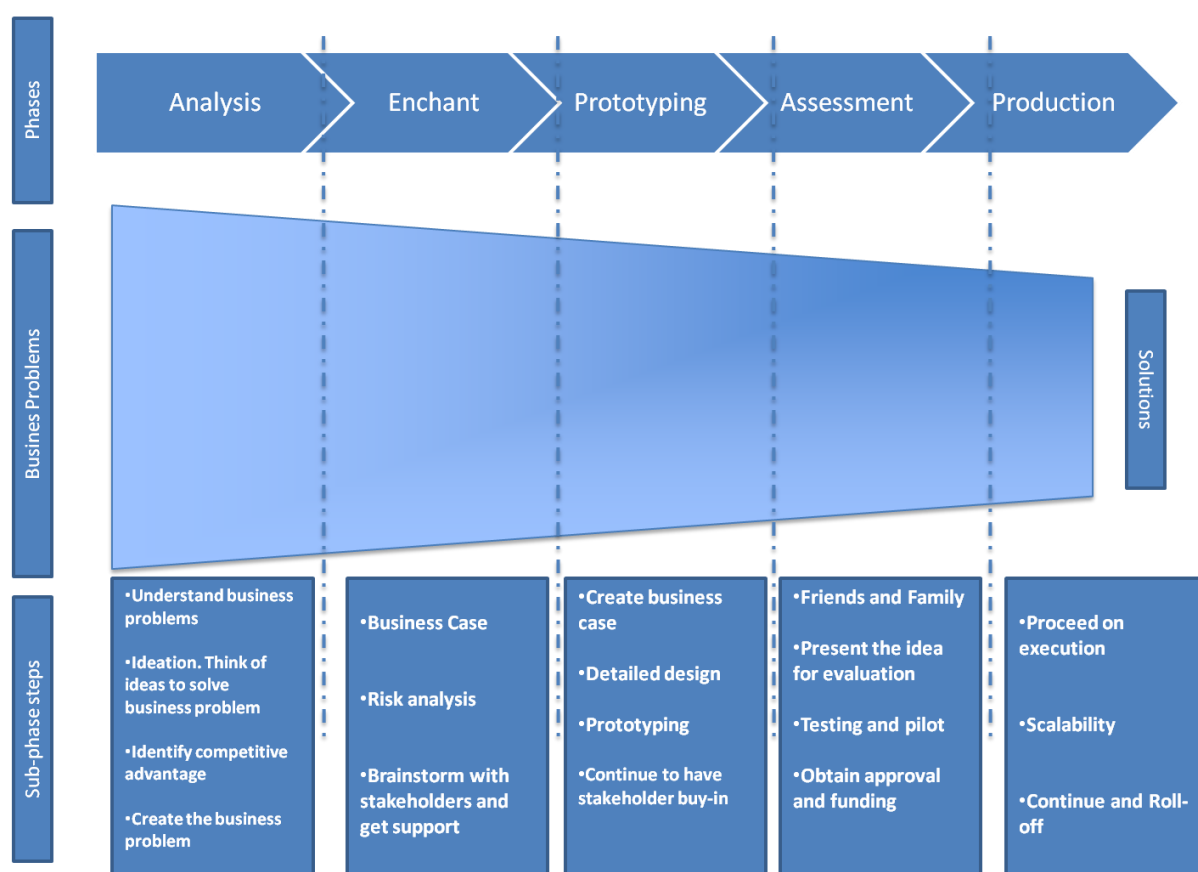 Phases
Analysis
Enchant
Prototyping
Assessment
Production
Busines Problems
Solutions
Sub-phase steps
•Understand business
problems
•Ideation. Think of
ideas to solve
business problem
•Identify competitive
advantage
•Create the business
problem
•Business Case
•Risk analysis
•Brainstorm with
stakeholders and
get support
•Create business
case
•Detailed design
•Prototyping
•Continue to have
stakeholder buy-in
•Friends and Family
•Present the idea
for evaluation
•Testing and pilot
•Obtain approval
and funding
•Proceed on
execution
•Scalability
•Continue and Roll-
off